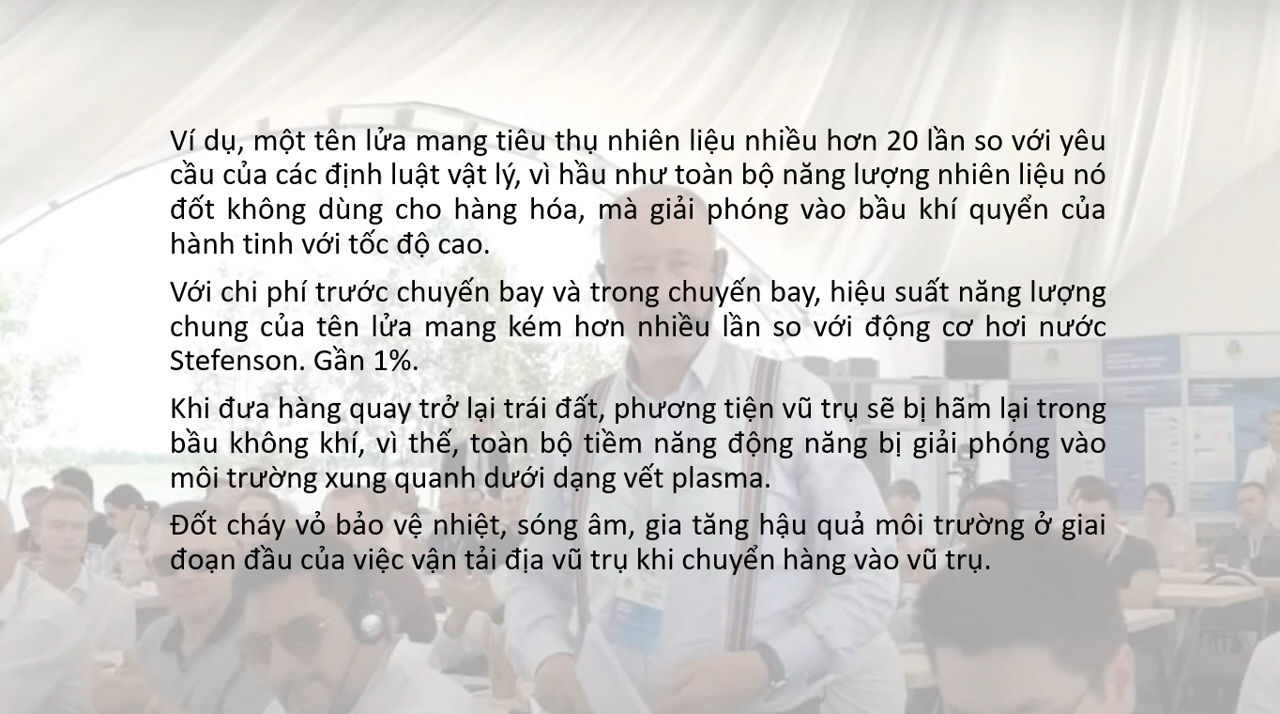 Ví dụ, một tên lửa mang tiêu thụ nhiên liệu nhiều hơn 20 lần so với yêu
cầu của các định luật vật lý, vì hầu như toàn bộ năng lượng nhiên liệu nó
đốt không dùng cho hàng hóa, mà giải phóng vào bầu khí quyển của
hành tinh với tốc độ cao.
Với chi phí trước chuyến bay và trong chuyến bay, hiệu suất năng lượng
chung của tên lửa mang kém hơn nhiều lần so với động cơ hơi nước
Stefenson. Gần 1%.
Khi đưa hàng quay trở lại trái đất, phương tiện vũ trụ sẽ bị hãm lại trong
bầu không khí, vì thế, toàn bộ tiềm năng động năng bị giải phóng vào
môi trường xung quanh dưới dạng vết plasma.
Đốt cháy vỏ bảo vệ nhiệt, sóng âm, gia tăng hậu quả môi trường ở giai
đoạn đầu của việc vận tải địa vũ trụ khi chuyển hàng vào vũ trụ.